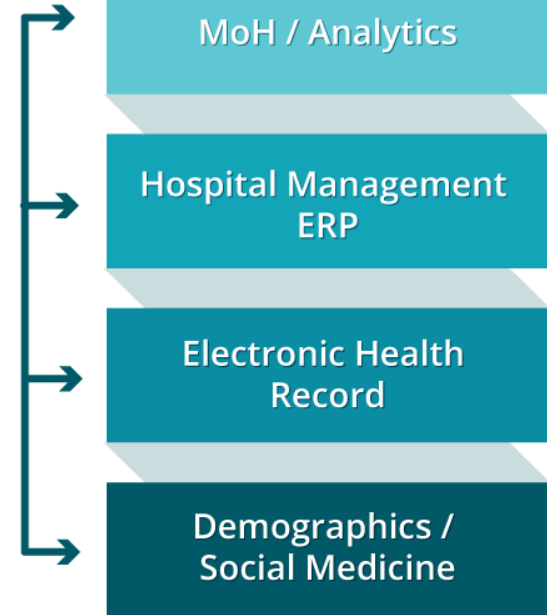 MoH / Analytics
Hospital Management
ERP
Electronic Health
Record
Demographics /
Social Medicine